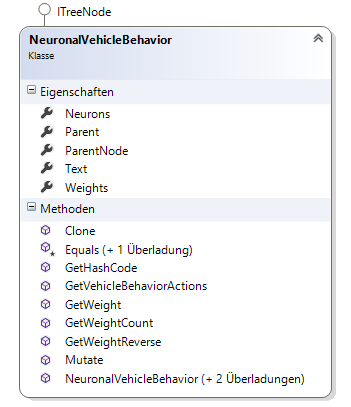 ITreeNode
NeuronalVehicleBehavior
Klasse
Eigenschaften
Neurons
Parent
ParentNode
Text
Weights
Methoden
Clone
Equals (+ 1 Überladung)
GetHashCode
GetVehicleBehaviorActions
GetWeight
GetWeightCount
GetWeightReverse
Mutate
NeuronalVehicleBehavior (+ 2 Überladungen)